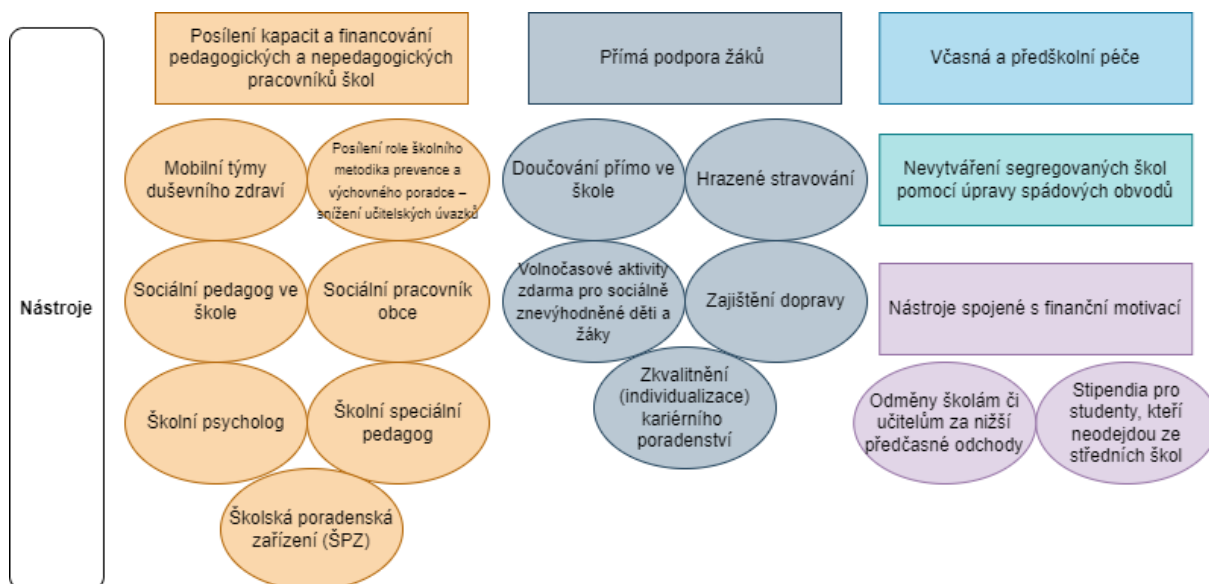 Nástroje
Posílení kapacit a financování
pedagogických a nepedagogických
pracovníků škol
Mobilní týmy
duševního zdraví
Posílení role školního
metodika prevence a
výchovného poradce –
snížení učitelských úvazků
Sociální pedagog ve
škole
Sociální pracovník
obce
Školní psycholog
Školní speciální
pedagog
Školská poradenská
zařízení (ŠPZ)
Přímá podpora žáků
Doučování přímo ve
škole
Hrazené stravování
Volnočasové aktivity
zdarma pro sociálně
znevýhodněné děti a
žáky
Zajištění dopravy
Zkvalitnění
(individualizace)
kariérního
poradenství
Včasná a předškolní péče
Nevytváření segregovaných škol
pomocí úpravy spádových obvodů
Nástroje spojené s finanční motivací
Odměny školám či
učitelům za nižší
předčasné odchody
Stipendia pro
studenty, kteří
neodejdou ze
středních škol